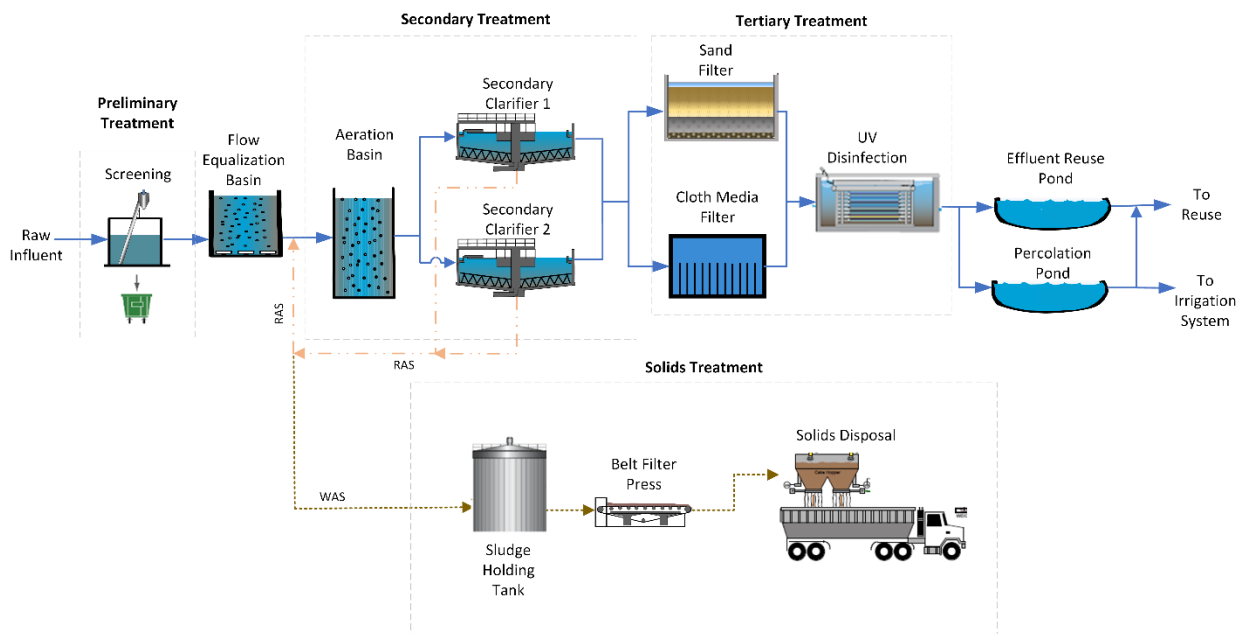 Secondary Treatment
Tertiary Treatment
Preliminary
Treatment
Screening
Flow
Equalization
Basin
Aeration
Basin
Secondary
Clarifier 1
Secondary
Clarifier 2
Sand
Filter
Cloth Media
Filter
UV
Disinfection
Effluent Reuse
Pond
Percolation
Pond
To
Reuse
To
Irrigation
System
Raw
Influent
RAS
RAS
WAS
Solids Treatment
Sludge
Holding
Tank
Belt Filter
Press
Solids Disposal
Cake Hopper